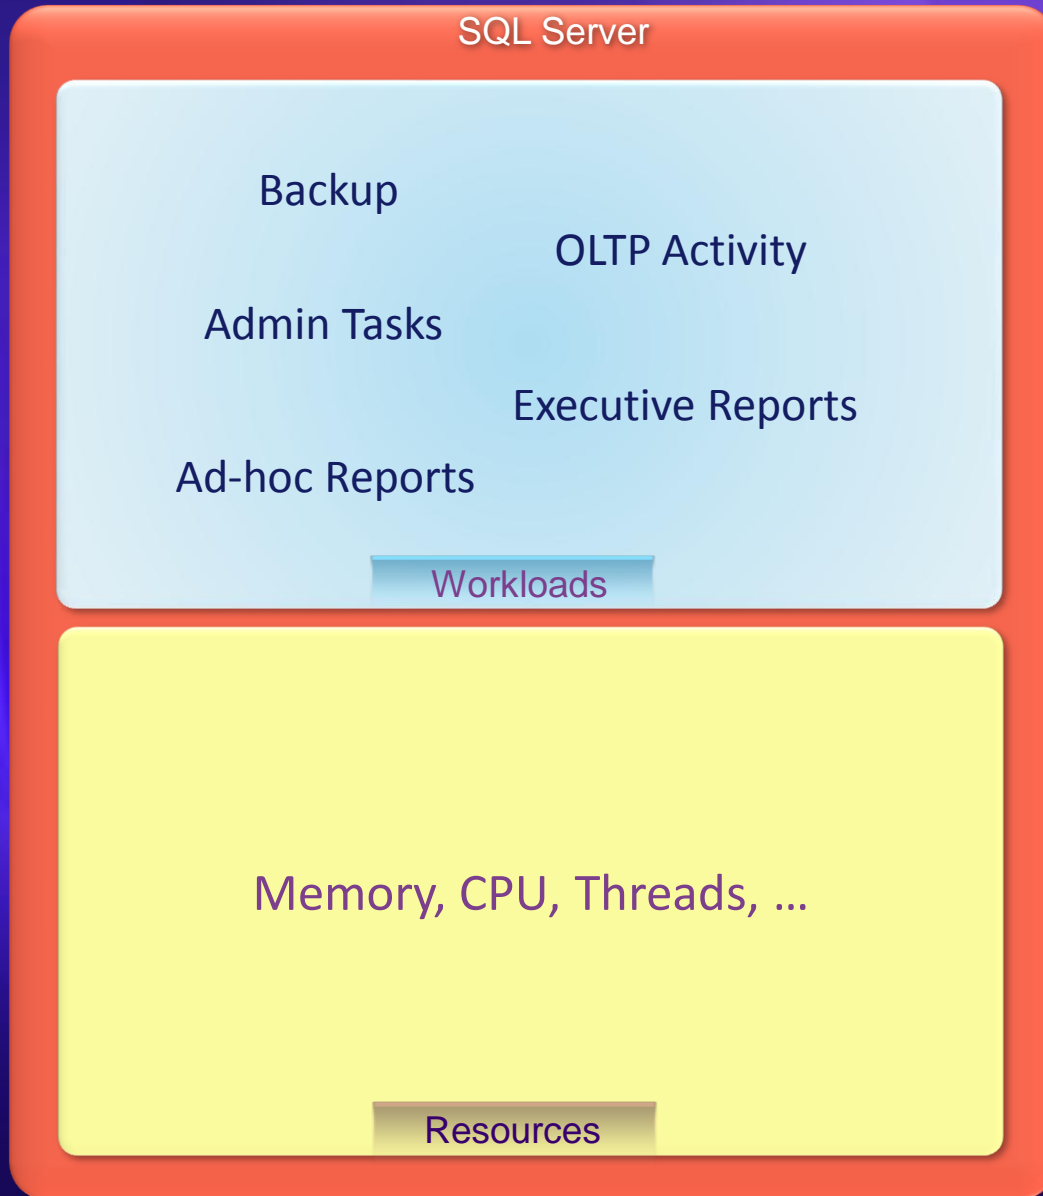 SQL Server
Backup
OLTP Activity
Admin Tasks
Executive Reports
Ad-hoc Reports
Workloads
Memory, CPU, Threads, …
Resources